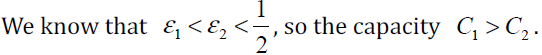 We know that ε₁ < ε₂ < 1/2, so the capacity C₁ > C₂.